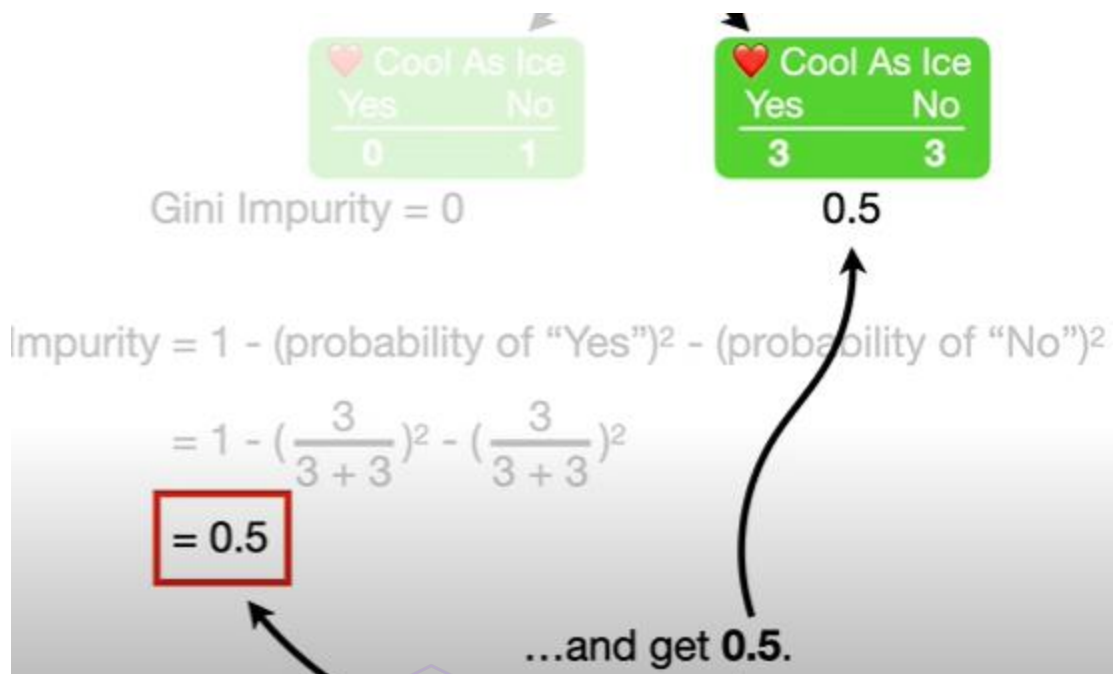 ❤️ Cool As Ice
Yes No
0 1
❤️ Cool As Ice
Yes No
3 3
Gini Impurity = 0
0.5
Impurity = 1 - (probability of “Yes”)² - (probability of “No”)²
= 1 - (3/(3 + 3))² - (3/(3 + 3))²
= 0.5
...and get 0.5.